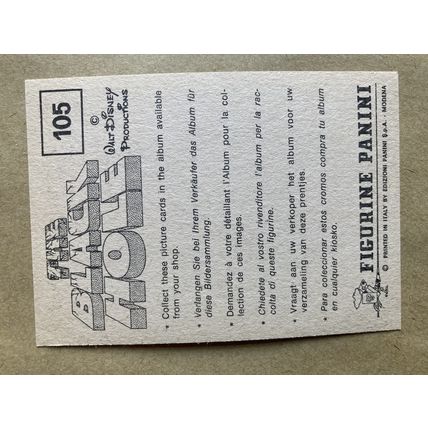 THE
BLACK
HOLE
105
©
WALT DISNEY
PRODUCTIONS
* Collect these picture cards in the album available
from your shop.
* Verlangen Sie bei Ihrem Verkäufer das Album für
diese Bildersammlung.
* Demandez à votre détaillant l'Album pour la col-
lection de ces images.
* Chiedete al vostro rivenditore l'album per la rac-
colta di queste figurine.
* Vraagt aan uw verkoper het album voor uw
verzameling van deze prentjes.
* Para coleccionar estos cromos compra tu album
en cualquier kiosko.
FIGURINE PANINI
© PRINTED IN ITALY BY EDIZIONI PANINI S.p.A. - MODENA